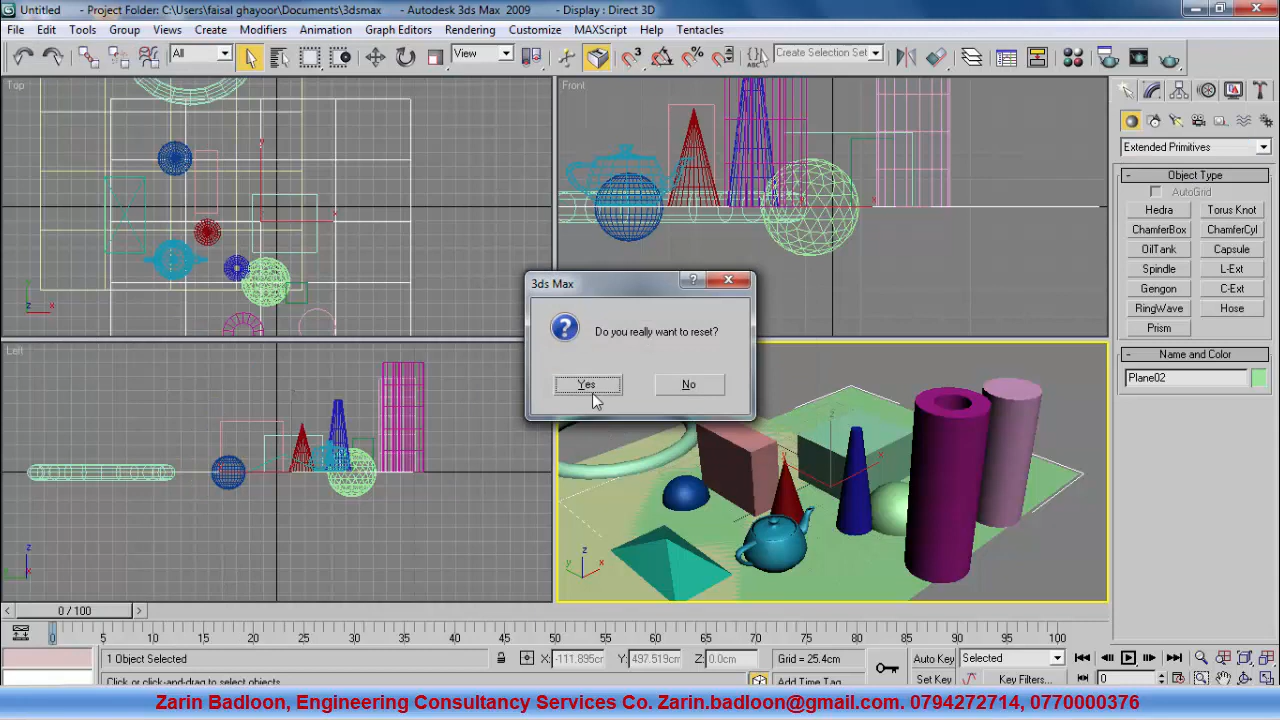 Untitled - Project Folder: C:\Users\faisal ghayoor\Documents\3dsmax - Autodesk 3ds Max 2009 - Display : Direct 3D
File Edit Tools Group Views Create Modifiers Animation Graph Editors Rendering Customize MAXScript Help Tentacles
All View Create Selection Set
Top
Front
Extended Primitives
- Object Type
AutoGrid
Hedra Torus Knot
ChamferBox ChamferCyl
OilTank Capsule
Spindle L-Ext
Gengon C-Ext
RingWave Hose
Prism
- Name and Color
Plane02
3ds Max
Do you really want to reset?
Yes No
Left
0 / 100
0 5 10 15 20 25 30 35 40 45 50 55 60 65 70 75 80 85 90 95 100
1 Object Selected X: -111.895cm Y: 497.519cm Z: 0.0cm Grid = 25.4cm Auto Key Selected
Click or click-and-drag to select objects Add Time Tag Set Key Key Filters... 0
Zarin Badloon, Engineering Consultancy Services Co. Zarin.badloon@gmail.com. 0794272714, 0770000376